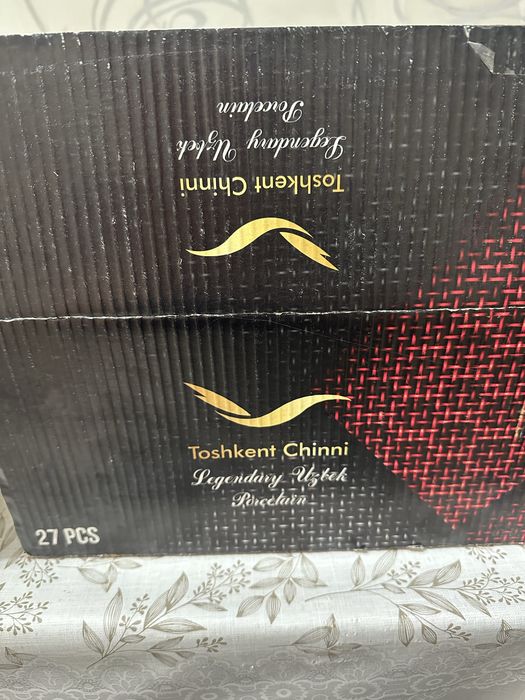 Porcelain
Legendary Uzbek
Toshkent Chinni
Toshkent Chinni
Legendary Uzbek
Porcelain
27 PCS